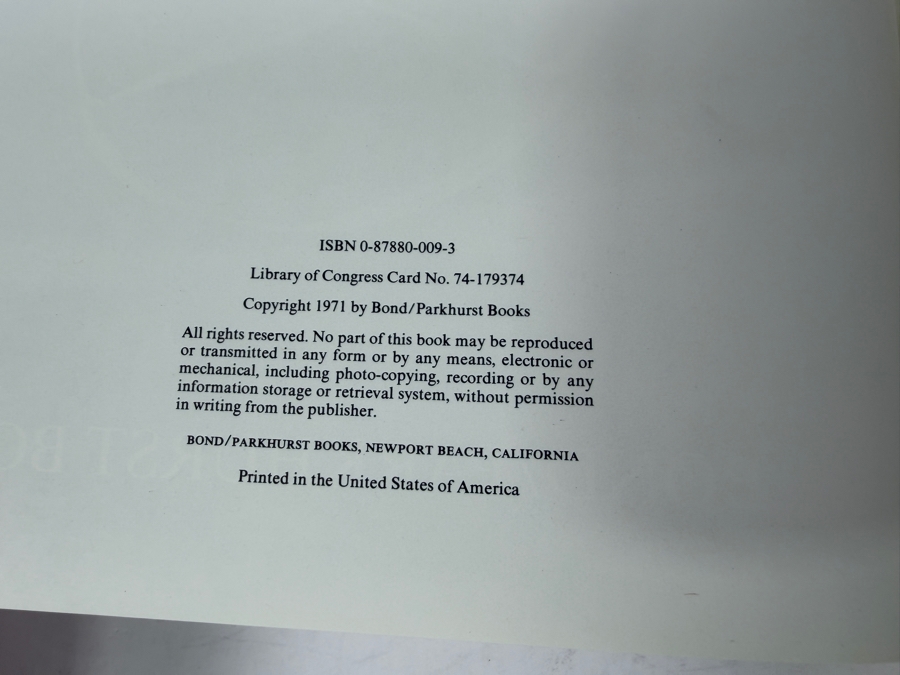 ISBN 0-87880-009-3
Library of Congress Card No. 74-179374
Copyright 1971 by Bond/Parkhurst Books
All rights reserved. No part of this book may be reproduced
or transmitted in any form or by any means, electronic or
mechanical, including photo-copying, recording or by any
information storage or retrieval system, without permission
in writing from the publisher.
BOND/PARKHURST BOOKS, NEWPORT BEACH, CALIFORNIA
Printed in the United States of America